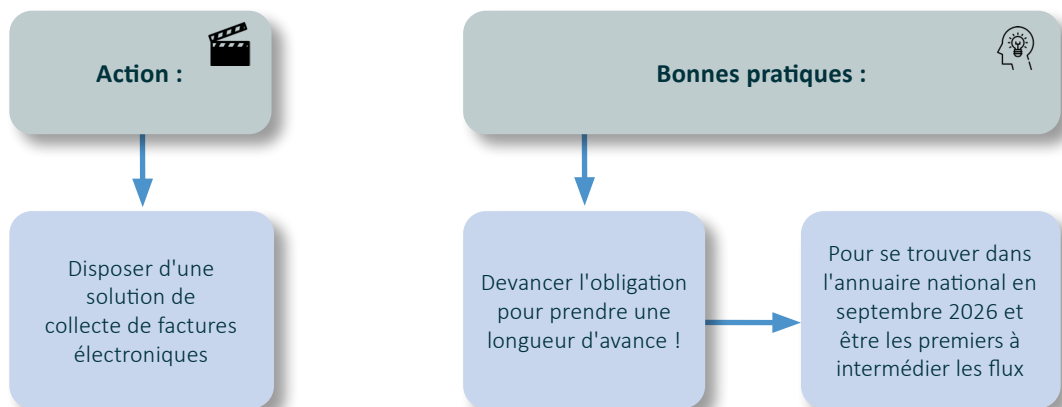 Action :
Bonnes pratiques :
Disposer d'une
solution de
collecte de factures
électroniques
Devancer l'obligation
pour prendre une
longueur d'avance !
Pour se trouver dans
l'annuaire national en
septembre 2026 et
être les premiers à
intermédier les flux